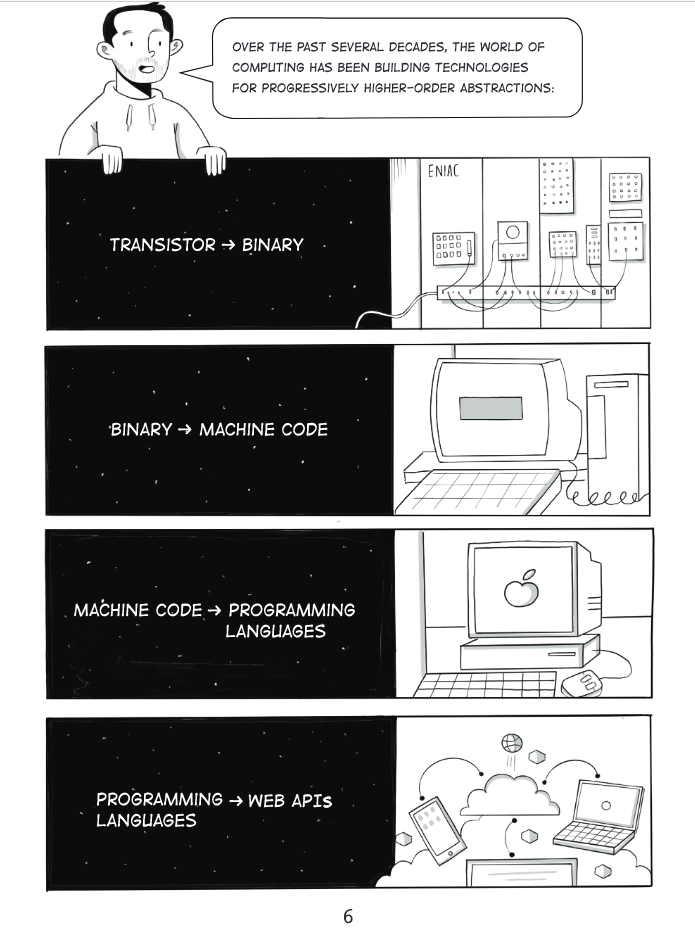 OVER THE PAST SEVERAL DECADES, THE WORLD OF
COMPUTING HAS BEEN BUILDING TECHNOLOGIES
FOR PROGRESSIVELY HIGHER-ORDER ABSTRACTIONS:
TRANSISTOR → BINARY
ENIAC
BINARY → MACHINE CODE
MACHINE CODE → PROGRAMMING
LANGUAGES
PROGRAMMING → WEB APIs
LANGUAGES
6